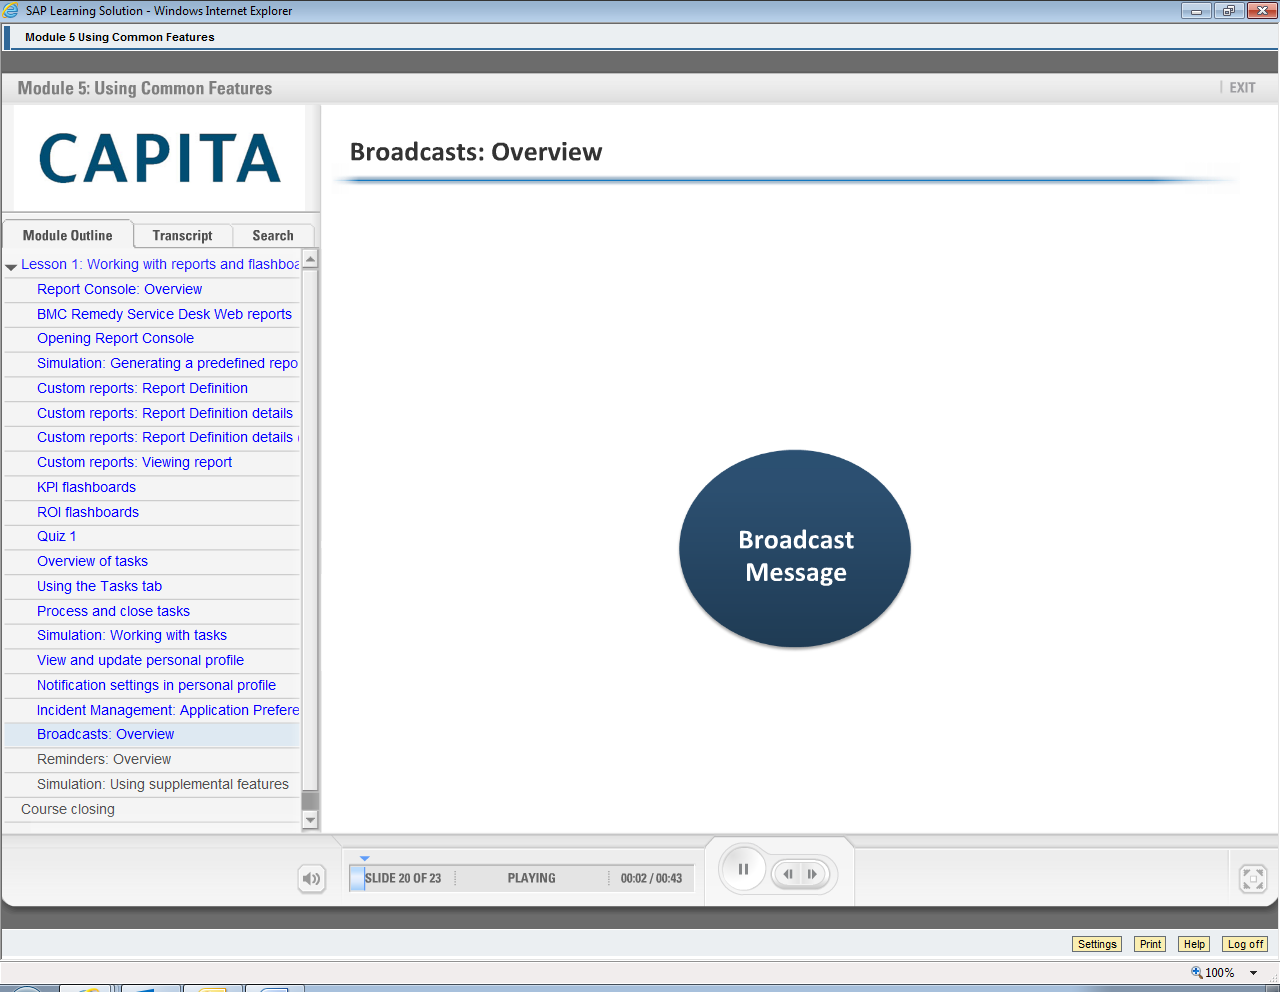 SAP Learning Solution - Windows Internet Explorer
Module 5 Using Common Features
Module 5: Using Common Features
EXIT
CAPITA
Broadcasts: Overview
Module Outline
Transcript
Search
Lesson 1: Working with reports and flashboa
Report Console: Overview
BMC Remedy Service Desk Web reports
Opening Report Console
Simulation: Generating a predefined repo
Custom reports: Report Definition
Custom reports: Report Definition details
Custom reports: Report Definition details (
Custom reports: Viewing report
KPI flashboards
ROI flashboards
Quiz 1
Overview of tasks
Using the Tasks tab
Process and close tasks
Simulation: Working with tasks
View and update personal profile
Notification settings in personal profile
Incident Management: Application Prefere
Broadcasts: Overview
Reminders: Overview
Simulation: Using supplemental features
Course closing
Broadcast
Message
SLIDE 20 OF 23
PLAYING
00:02 / 00:43
Settings
Print
Help
Log off
100%